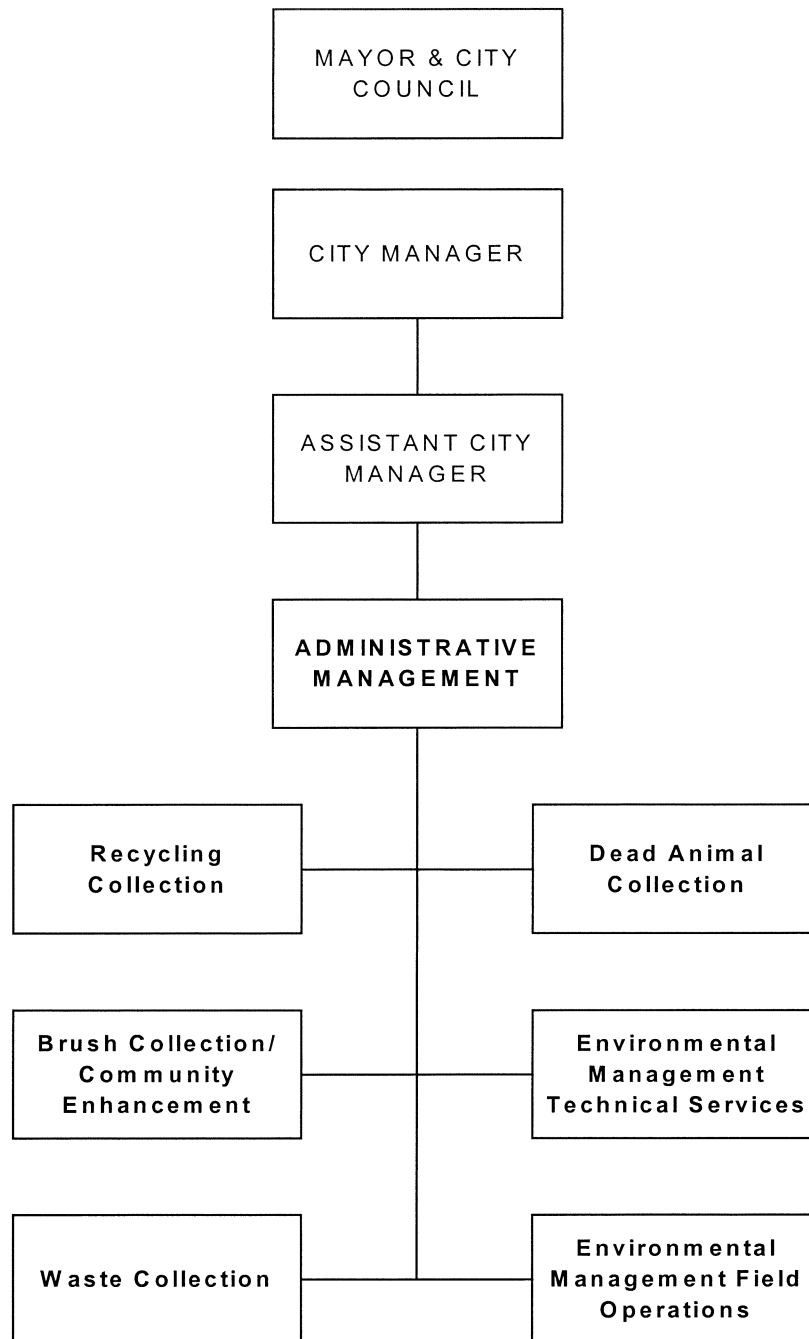 MAYOR & CITY
COUNCIL
CITY MANAGER
ASSISTANT CITY
MANAGER
ADMINISTRATIVE
MANAGEMENT
Recycling
Collection
Dead Animal
Collection
Brush Collection/
Community
Enhancement
Environmental
Management
Technical Services
Waste Collection
Environmental
Management Field
Operations